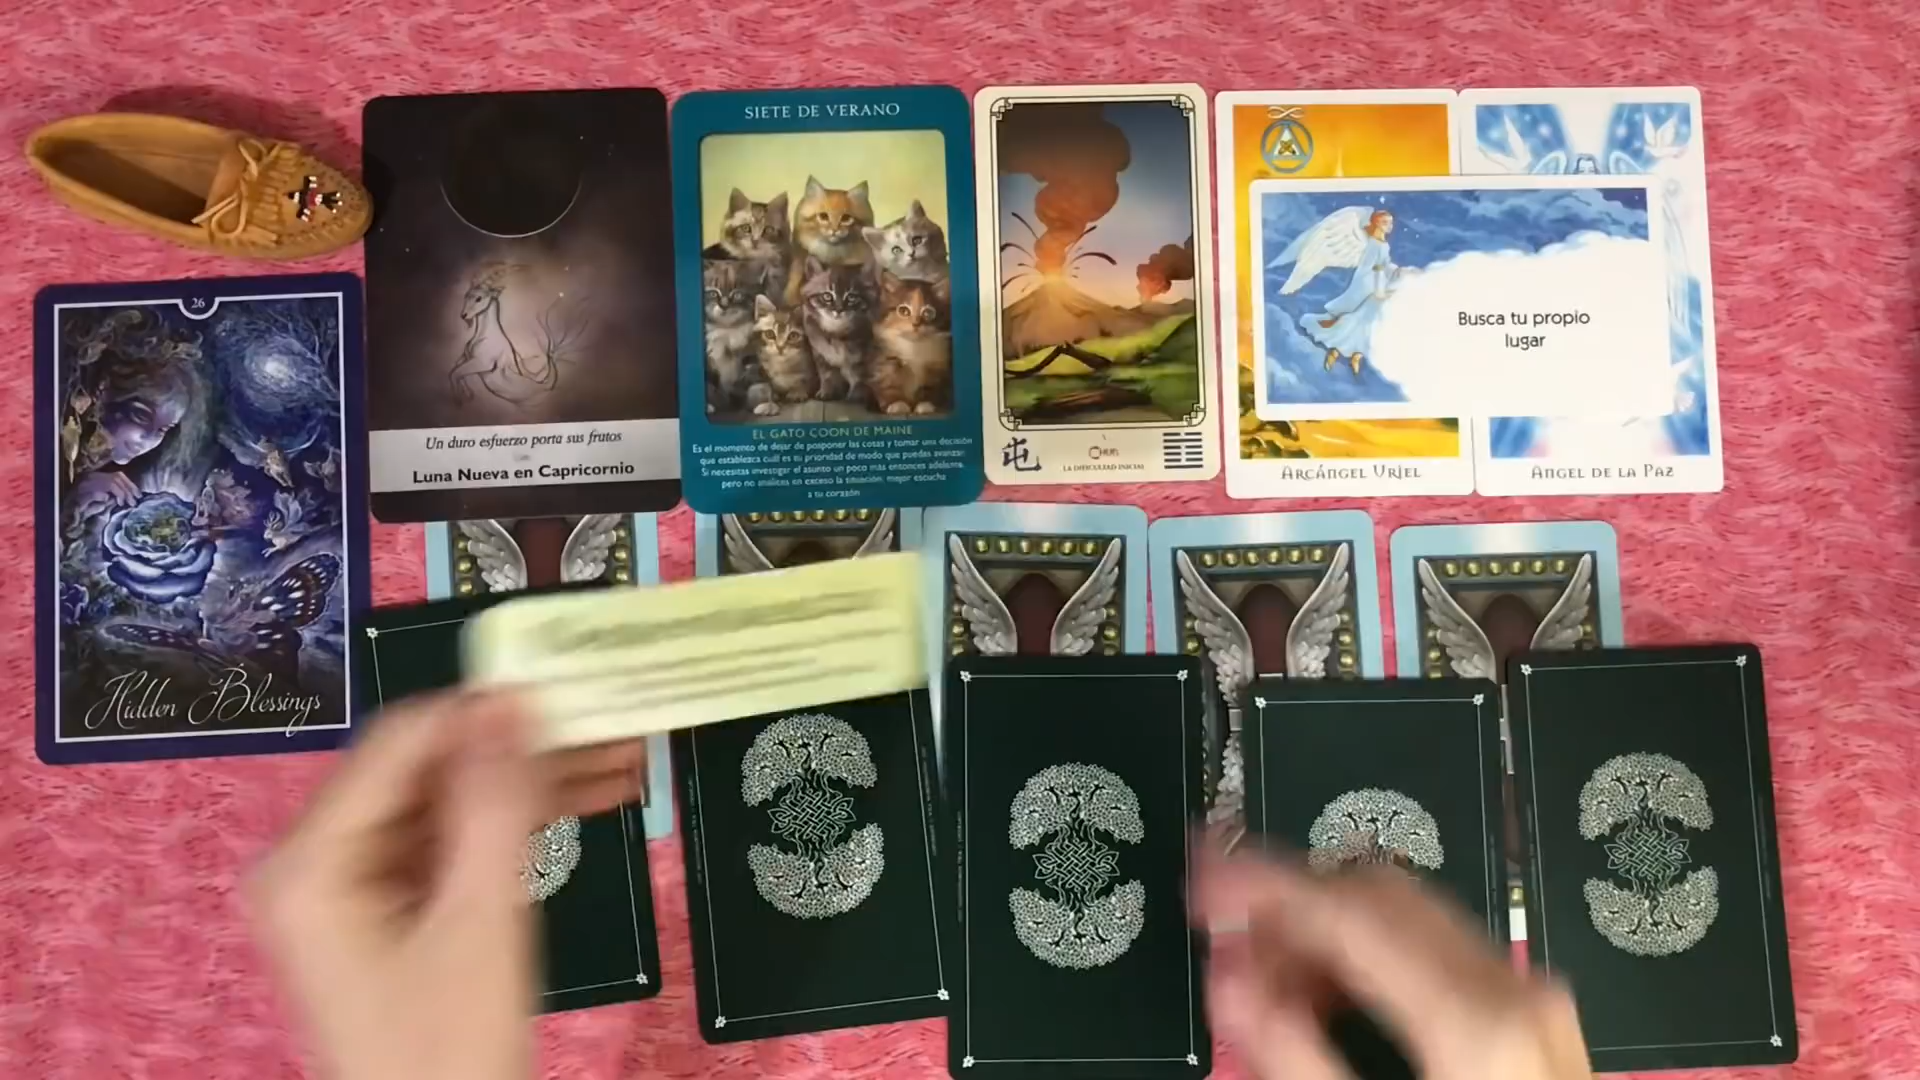 26
Hidden Blessings
Un duro esfuerzo porta sus frutos
Luna Nueva en Capricornio
SIETE DE VERANO
EL GATO COON DE MAINE
Es el momento de dejar de posponer las cosas y tomar una decisión
que establezca cuál es su prioridad de modo que puedas avanzar.
Si necesitas investigar el asunto un poco más entonces adelante,
pero no analices en exceso la situación, mejor escucha
a tu corazón
屯
CHUN
LA DIFICULTAD INICIAL
ARCÁNGEL URIEL
Busca tu propio
lugar
ANGEL DE LA PAZ